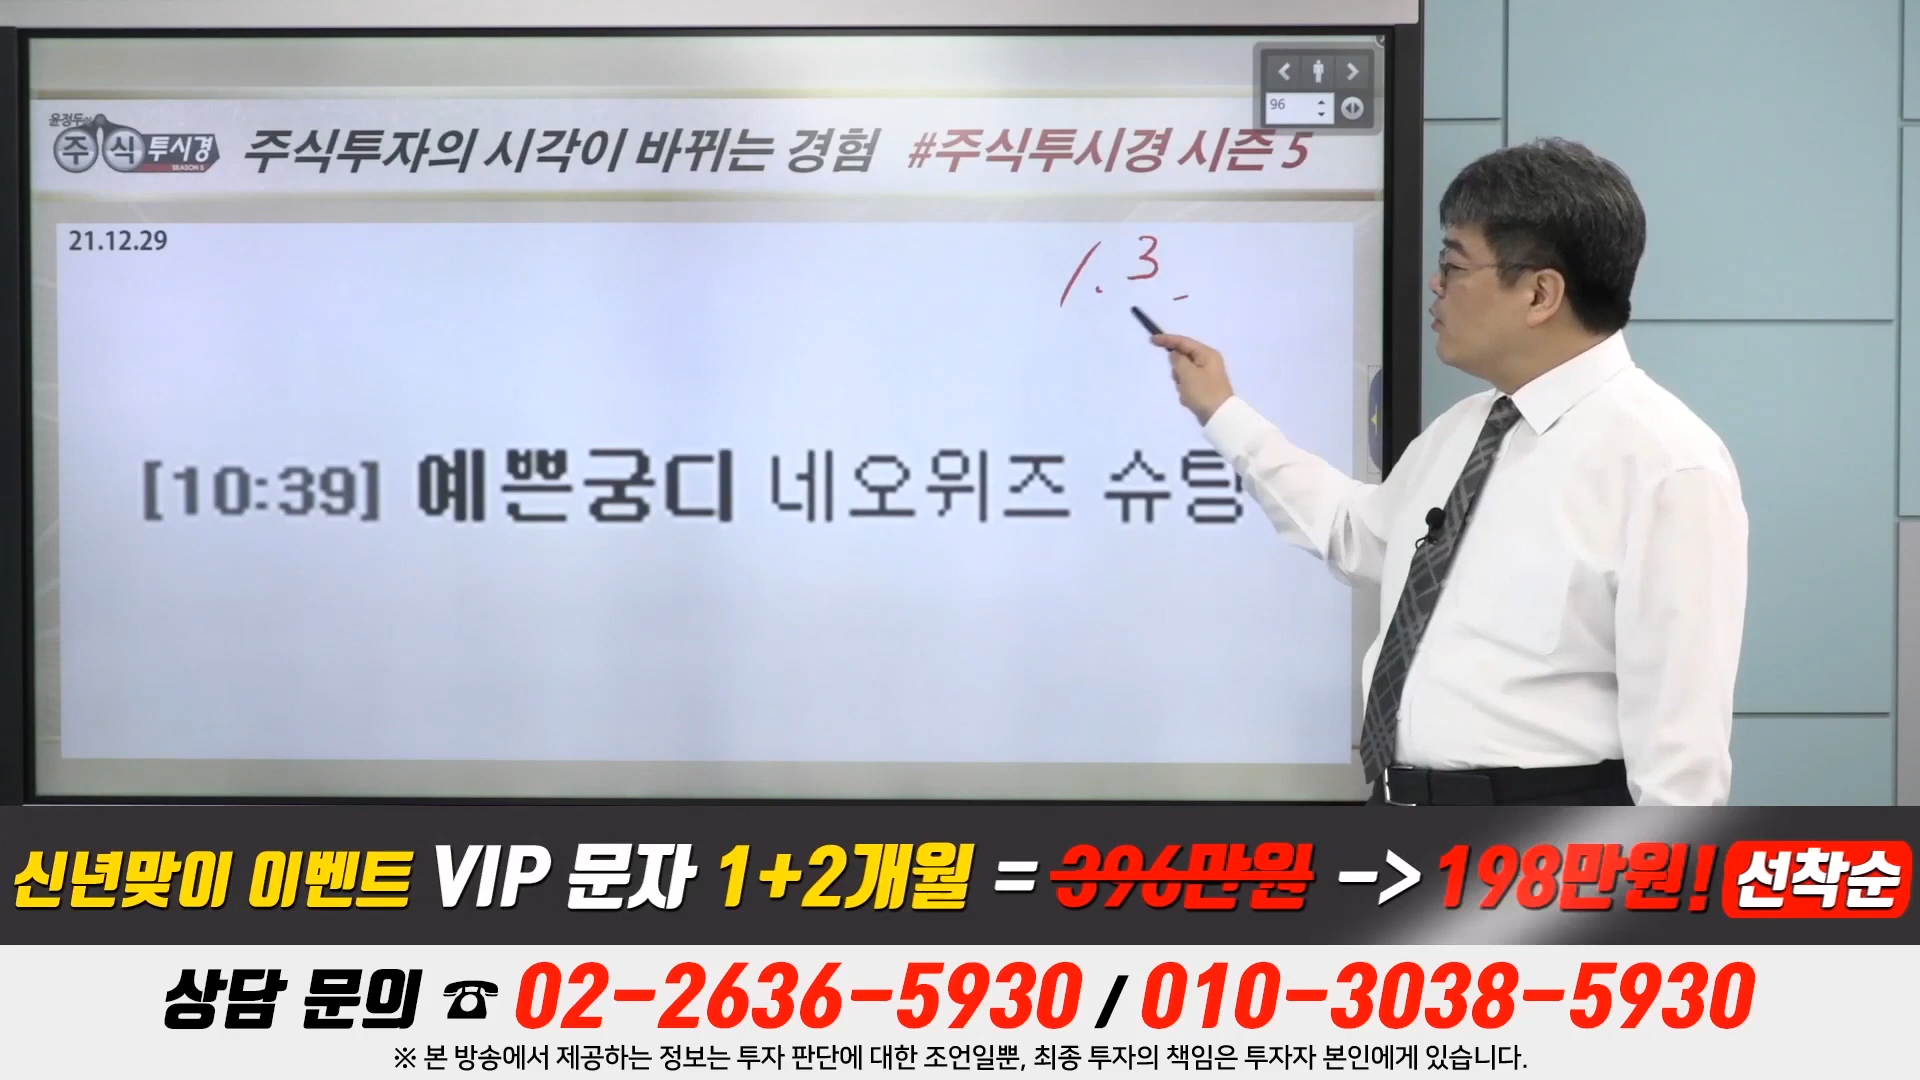 96
윤정두의
주식투시경
SEASON 5
주식투자의 시각이 바뀌는 경험 #주식투시경 시즌 5
21.12.29
1.3
[10:39] 예쁜궁디 네오위즈 슈팅
신년맞이 이벤트 VIP 문자 1+2개월 = 396만원 -> 198만원! 선착순
상담 문의 ☎ 02-2636-5930 / 010-3038-5930
※ 본 방송에서 제공하는 정보는 투자 판단에 대한 조언일뿐, 최종 투자의 책임은 투자자 본인에게 있습니다.